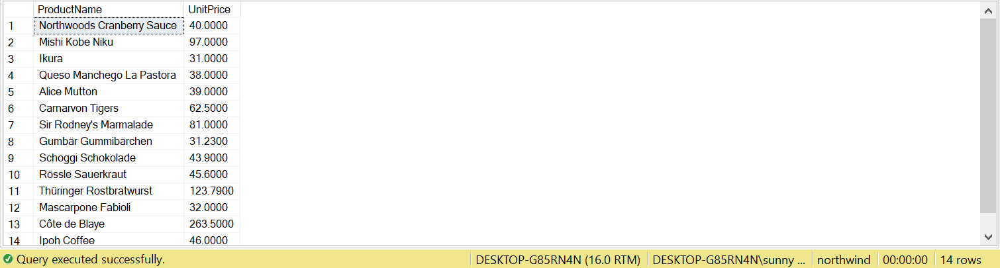 ProductName UnitPrice
1 Northwoods Cranberry Sauce 40.0000
2 Mishi Kobe Niku 97.0000
3 Ikura 31.0000
4 Queso Manchego La Pastora 38.0000
5 Alice Mutton 39.0000
6 Carnarvon Tigers 62.5000
7 Sir Rodney's Marmalade 81.0000
8 Gumbär Gummibärchen 31.2300
9 Schoggi Schokolade 43.9000
10 Rössle Sauerkraut 45.6000
11 Thüringer Rostbratwurst 123.7900
12 Mascarpone Fabioli 32.0000
13 Côte de Blaye 263.5000
14 Ipoh Coffee 46.0000
Query executed successfully. DESKTOP-G85RN4N (16.0 RTM) DESKTOP-G85RN4N\sunny ... northwind 00:00:00 14 rows